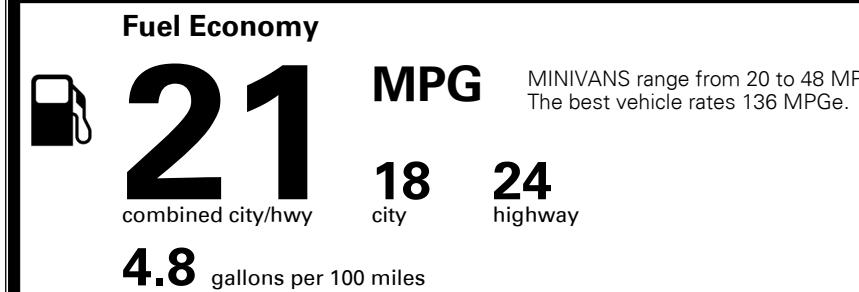 Fuel Economy
21 MPG
MINIVANS range from 20 to 48
The best vehicle rates 136 MPGe.
18 24
combined city/hwy city highway
4.8 gallons per 100 miles